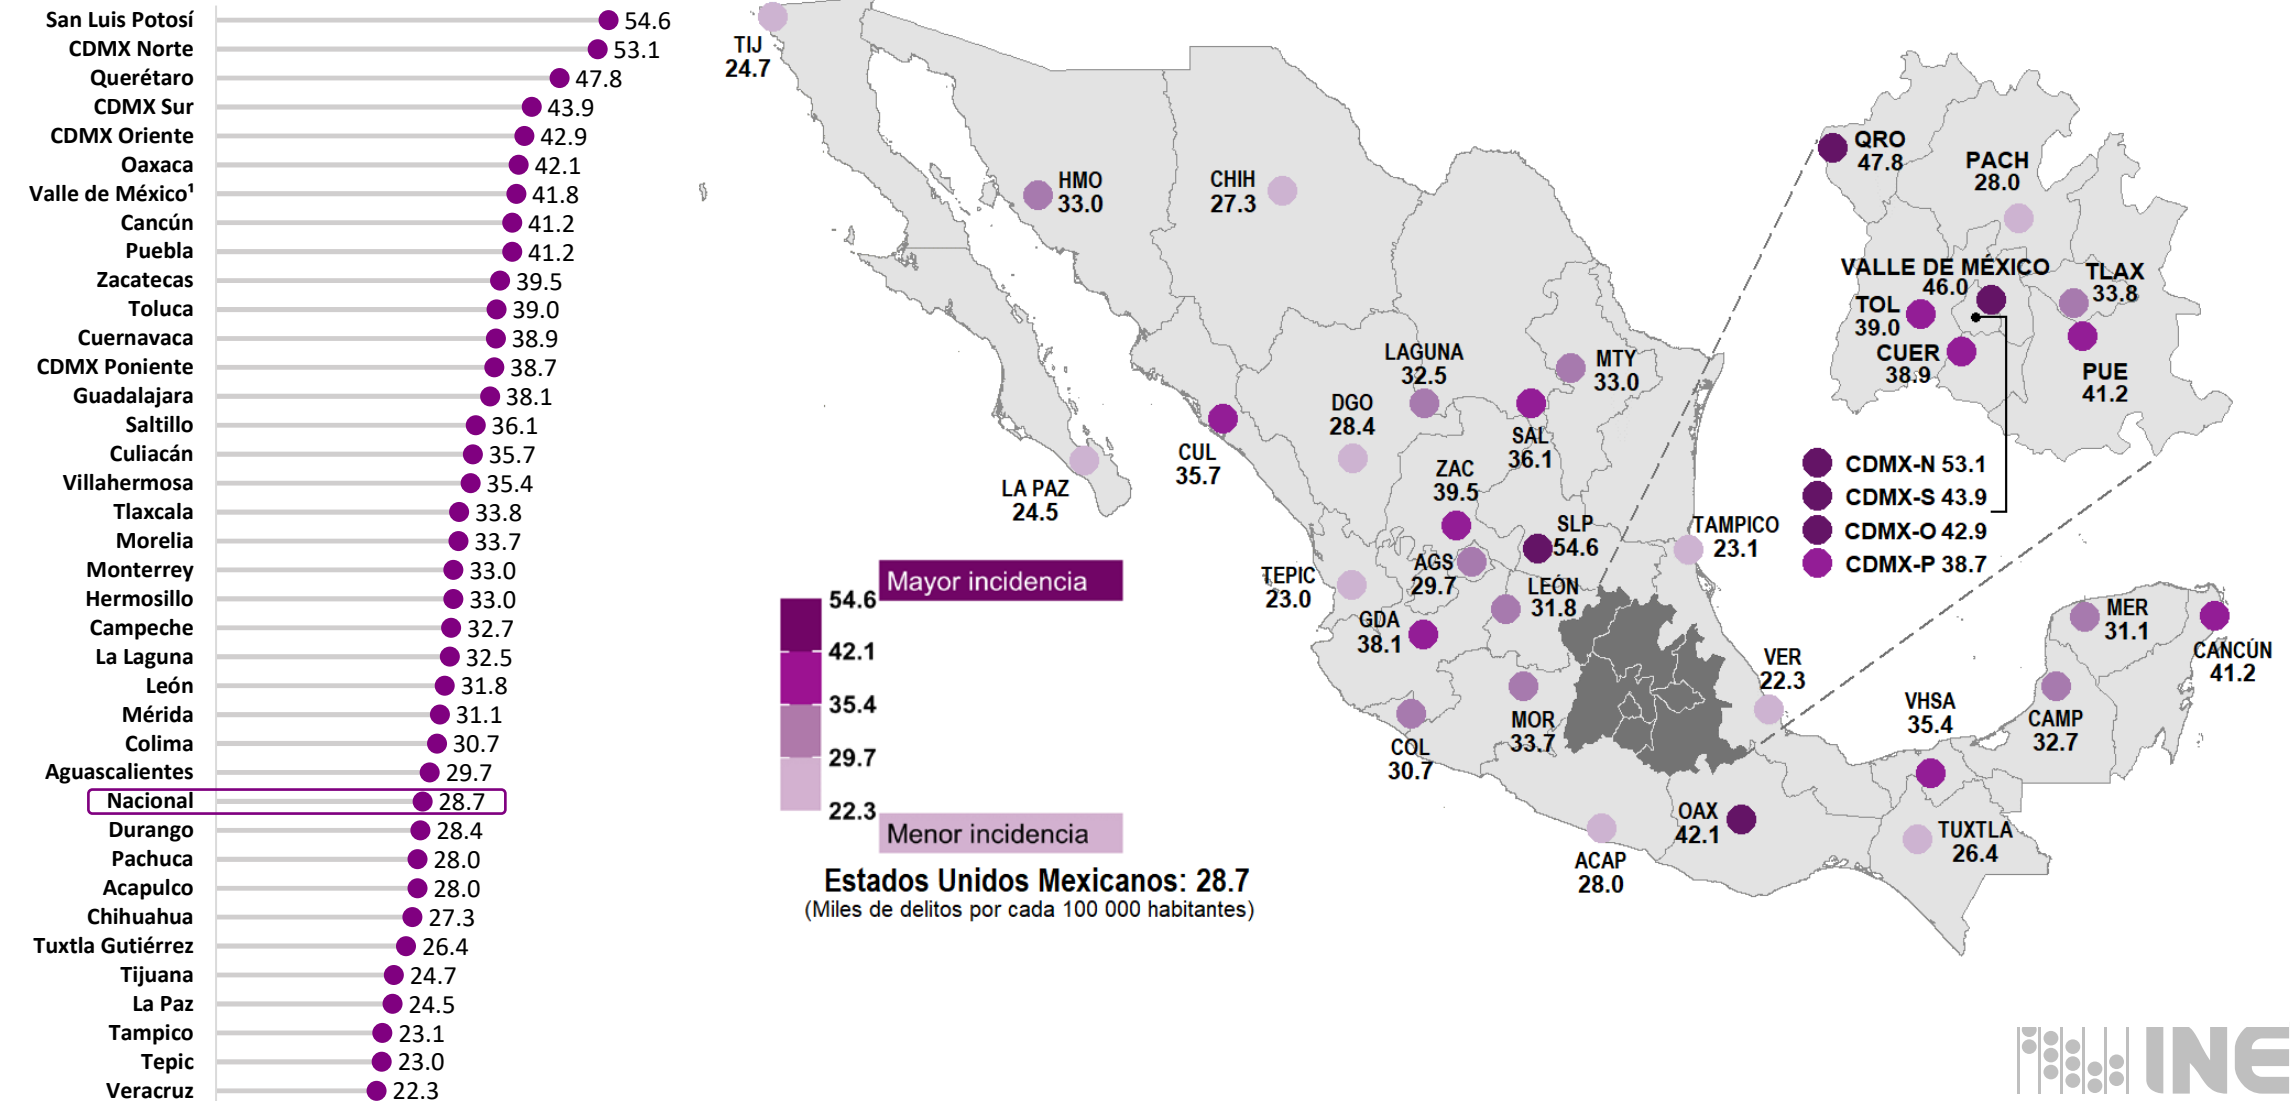 San Luis Potosí 54.6
CDMX Norte 53.1
Querétaro 47.8
CDMX Sur 43.9
CDMX Oriente 42.9
Oaxaca 42.1
Valle de México¹ 41.8
Cancún 41.2
Puebla 41.2
Zacatecas 39.5
Toluca 39.0
Cuernavaca 38.9
CDMX Poniente 38.7
Guadalajara 38.1
Saltillo 36.1
Culiacán 35.7
Villahermosa 35.4
Tlaxcala 33.8
Morelia 33.7
Monterrey 33.0
Hermosillo 33.0
Campeche 32.7
La Laguna 32.5
León 31.8
Mérida 31.1
Colima 30.7
Aguascalientes 29.7
Nacional 28.7
Durango 28.4
Pachuca 28.0
Acapulco 28.0
Chihuahua 27.3
Tuxtla Gutiérrez 26.4
Tijuana 24.7
La Paz 24.5
Tampico 23.1
Tepic 23.0
Veracruz 22.3
TIJ
24.7
HMO
33.0
CHIH
27.3
LA PAZ
24.5
CUL
35.7
LAGUNA
32.5
DGO
28.4
MTY
33.0
SAL
36.1
ZAC
39.5
SLP
54.6
TAMPICO
23.1
AGS
29.7
TEPIC
23.0
LEÓN
31.8
GDA
38.1
VER
22.3
MOR
33.7
COL
30.7
ACAP
28.0
OAX
42.1
VHSA
35.4
TUXTLA
26.4
MER
31.1
CANCÚN
41.2
CAMP
32.7
QRO
47.8
PACH
28.0
VALLE DE MÉXICO
46.0
TLAX
33.8
TOL
39.0
CUER
38.9
PUE
41.2
CDMX-N 53.1
CDMX-S 43.9
CDMX-O 42.9
CDMX-P 38.7
Mayor incidencia
54.6
42.1
35.4
29.7
22.3
Menor incidencia
Estados Unidos Mexicanos: 28.7
(Miles de delitos por cada 100 000 habitantes)
INE